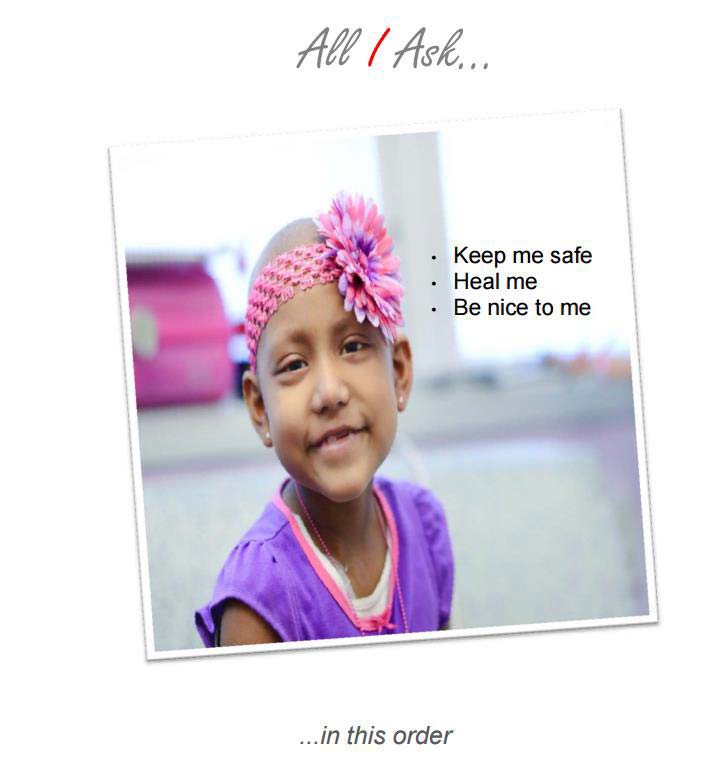 All I Ask...
• Keep me safe
• Heal me
• Be nice to me
...in this order